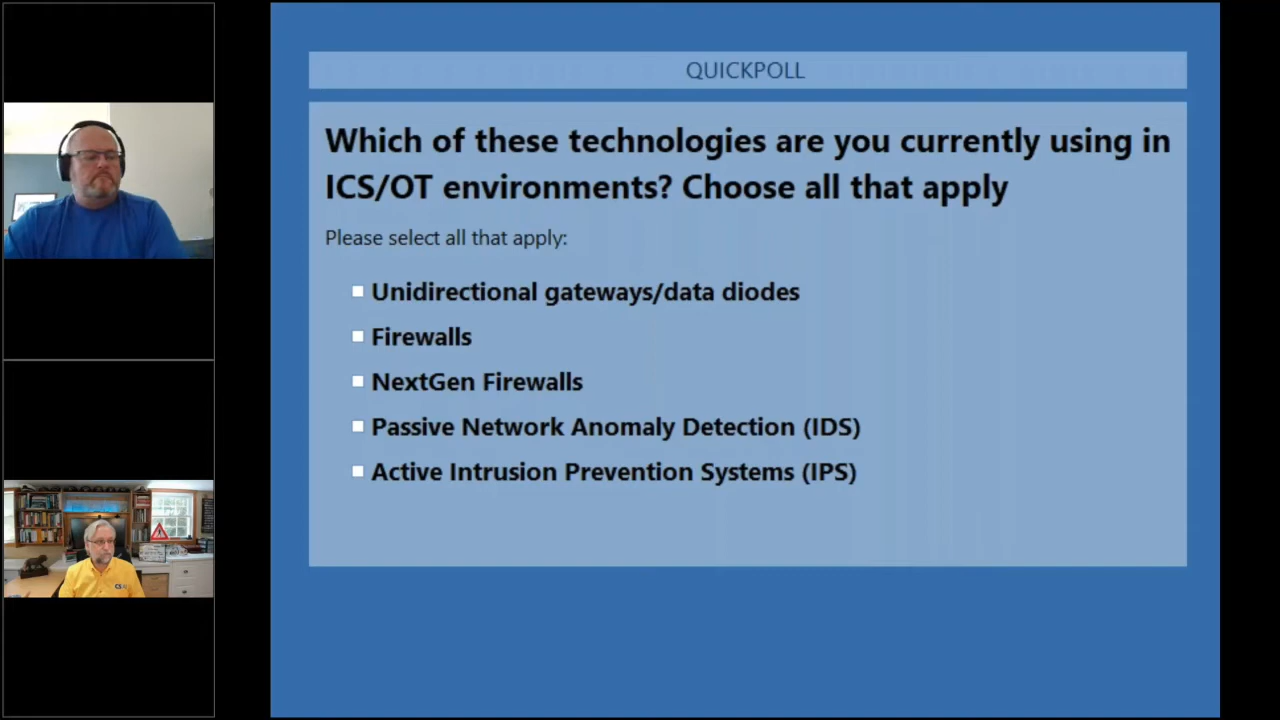 QUICKPOLL
Which of these technologies are you currently using in
ICS/OT environments? Choose all that apply
Please select all that apply:
Unidirectional gateways/data diodes
Firewalls
NextGen Firewalls
Passive Network Anomaly Detection (IDS)
Active Intrusion Prevention Systems (IPS)